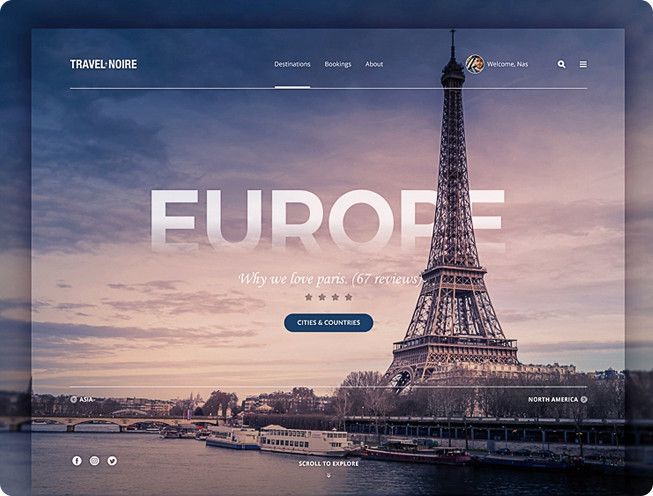 TRAVEL NOIRE
Destinations
Bookings
About
Welcome, Nas
EUROPE
Why we love paris. (67 reviews)
CITIES & COUNTRIES
ASIA
NORTH AMERICA
SCROLL TO EXPLORE